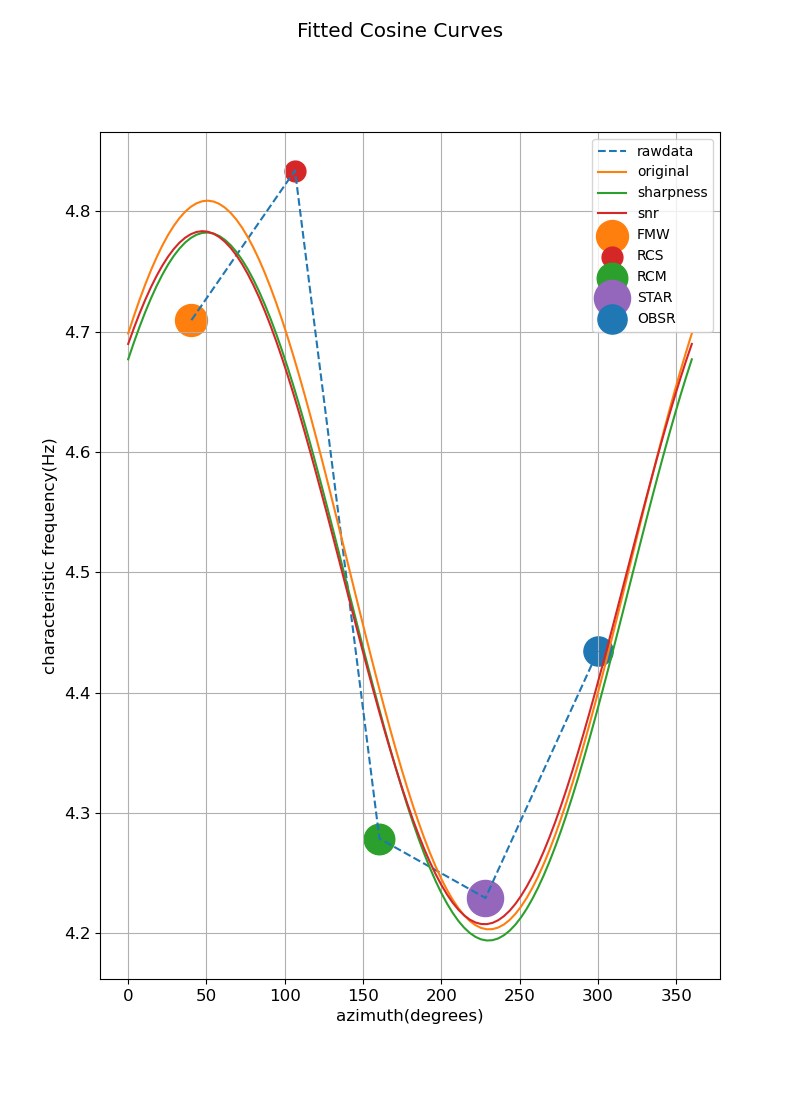 Fitted Cosine Curves
rawdata
original
sharpness
snr
FMW
RCS
RCM
STAR
OBSR
characteristic frequency(Hz)
4.8
4.7
4.6
4.5
4.4
4.3
4.2
0 50 100 150 200 250 300 350
azimuth(degrees)